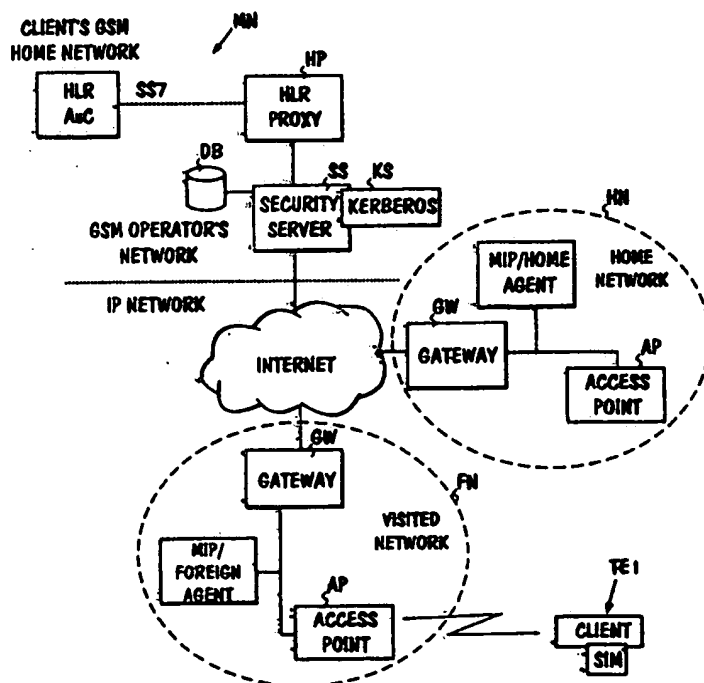 CLIENT'S GSM
HOME NETWORK
MN
HLR
AuC
SS7
HP
HLR
PROXY
DB
SS
KS
SECURITY
SERVER
KERBEROS
GSM OPERATOR'S
NETWORK
IP NETWORK
HN
MIP/HOME
AGENT
HOME
NETWORK
GW
GATEWAY
AP
ACCESS
POINT
INTERNET
GW
GATEWAY
FN
VISITED
NETWORK
MIP/
FOREIGN
AGENT
AP
ACCESS
POINT
TE1
CLIENT
SIM